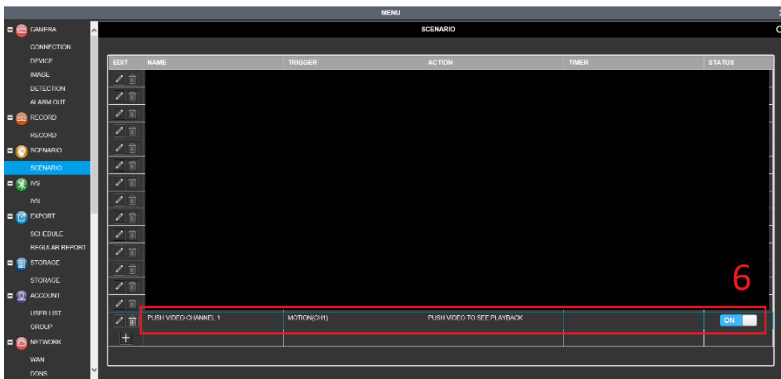 MENU
CAMERA
SCENARIO
CONNECTION
DEVICE
IMAGE
DETECTION
ALARM OUT
RECORD
RECORD
SCENARIO
SCENARIO
IVS
IVS
EXPORT
SCHEDULE
REGULAR REPORT
STORAGE
STORAGE
ACCOUNT
USER LIST
GROUP
NETWORK
WAN
DDNS
EDIT NAME TRIGGER ACTION TIMER STATUS
6
PUSH VIDEO CHANNEL 1 MOTION(CH1) PUSH VIDEO TO SEE PLAYBACK ON